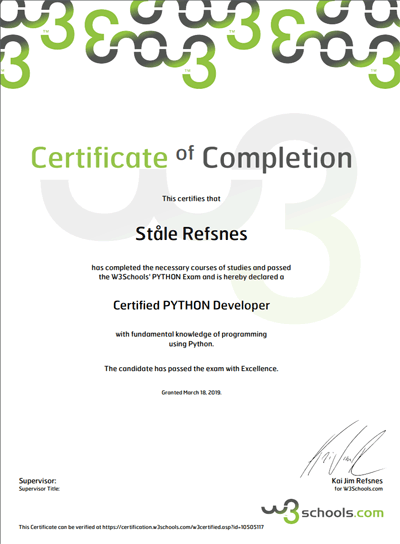 Certificate of Completion
This certifies that
Ståle Refsnes
has completed the necessary courses of studies and passed
the W3Schools' PYTHON Exam and is hereby declared a
Certified PYTHON Developer
with fundamental knowledge of programming
using Python.
The candidate has passed the exam with Excellence.
Granted March 18, 2019.
Supervisor:
Supervisor Title:
Kai Jim Refsnes
for W3Schools.com
w3schools.com
This Certificate can be verified at https://certification.w3schools.com/w3certified.asp?id=10505117